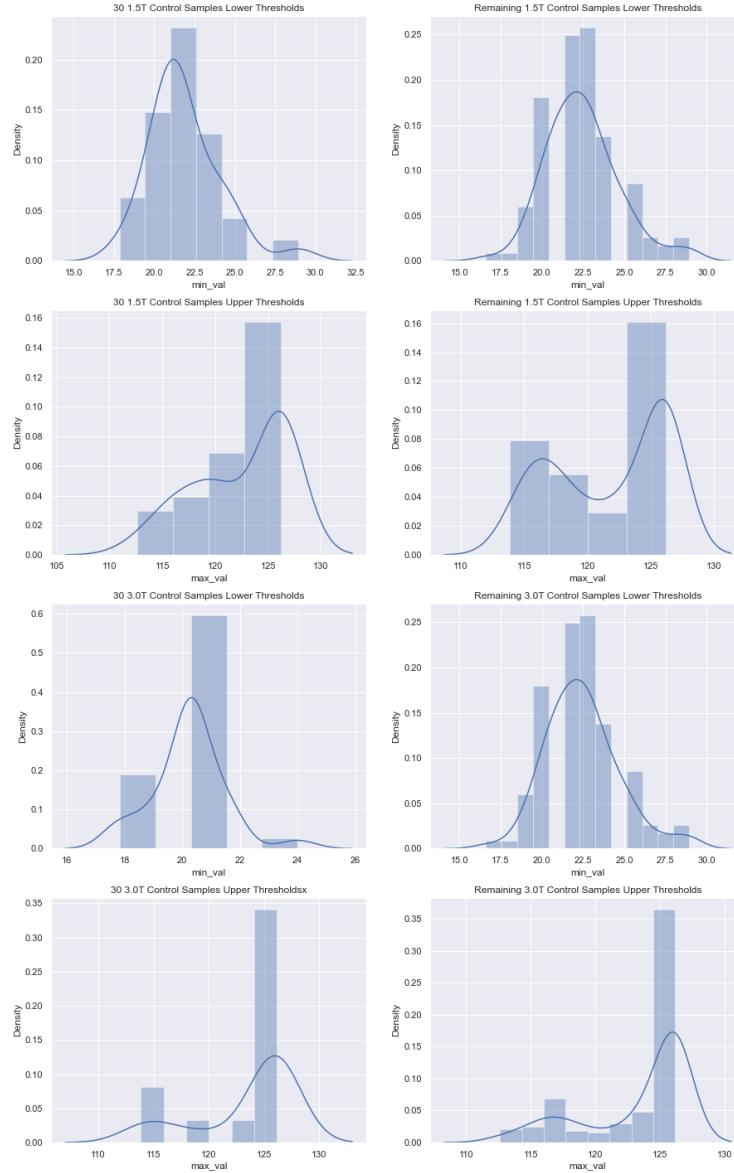 30 1.5T Control Samples Lower Thresholds
Density
0.20
0.15
0.10
0.05
0.00
15.0 17.5 20.0 22.5 25.0 27.5 30.0 32.5
min_val
Remaining 1.5T Control Samples Lower Thresholds
Density
0.25
0.20
0.15
0.10
0.05
0.00
15.0 17.5 20.0 22.5 25.0 27.5 30.0
min_val
30 1.5T Control Samples Upper Thresholds
Density
0.16
0.14
0.12
0.10
0.08
0.06
0.04
0.02
0.00
105 110 115 120 125 130
max_val
Remaining 1.5T Control Samples Upper Thresholds
Density
0.16
0.14
0.12
0.10
0.08
0.06
0.04
0.02
0.00
110 115 120 125 130
max_val
30 3.0T Control Samples Lower Thresholds
Density
0.6
0.5
0.4
0.3
0.2
0.1
0.0
16 18 20 22 24 26
min_val
Remaining 3.0T Control Samples Lower Thresholds
Density
0.25
0.20
0.15
0.10
0.05
0.00
15.0 17.5 20.0 22.5 25.0 27.5 30.0
min_val
30 3.0T Control Samples Upper Thresholdsx
Density
0.35
0.30
0.25
0.20
0.15
0.10
0.05
0.00
110 115 120 125 130
max_val
Remaining 3.0T Control Samples Upper Thresholds
Density
0.35
0.30
0.25
0.20
0.15
0.10
0.05
0.00
110 115 120 125 130
max_val